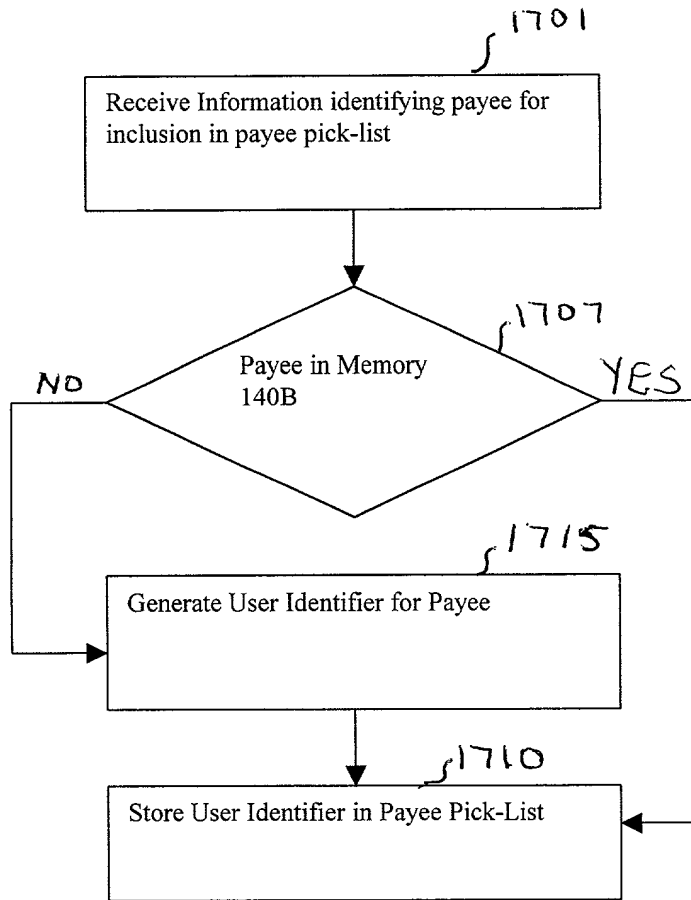 1701
Receive Information identifying payee for
inclusion in payee pick-list
1707
Payee in Memory
140B
NO
YES
1715
Generate User Identifier for Payee
1710
Store User Identifier in Payee Pick-List